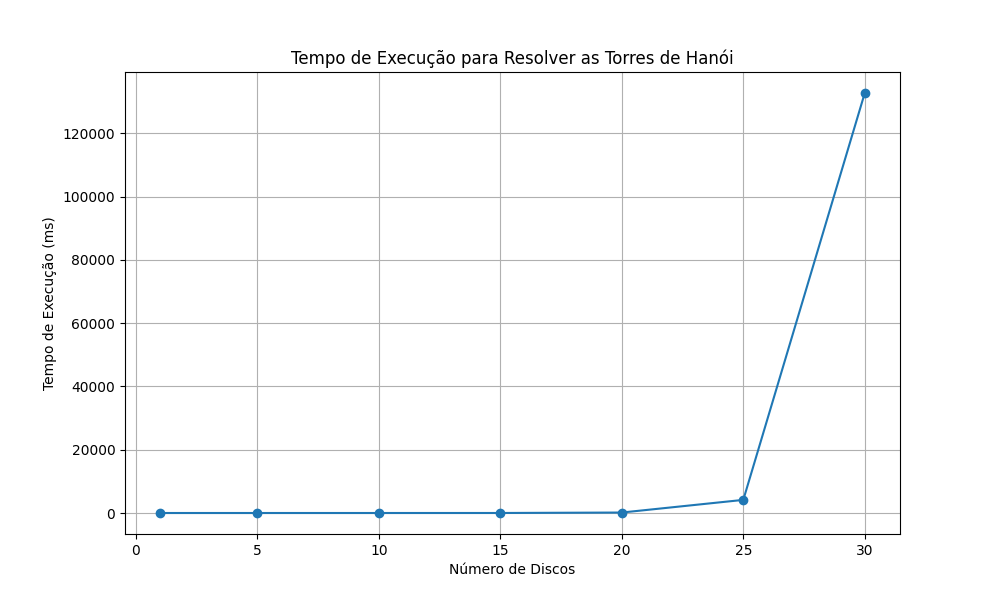 Tempo de Execução para Resolver as Torres de Hanói
Tempo de Execução (ms)
120000
100000
80000
60000
40000
20000
0
0 5 10 15 20 25 30
Número de Discos